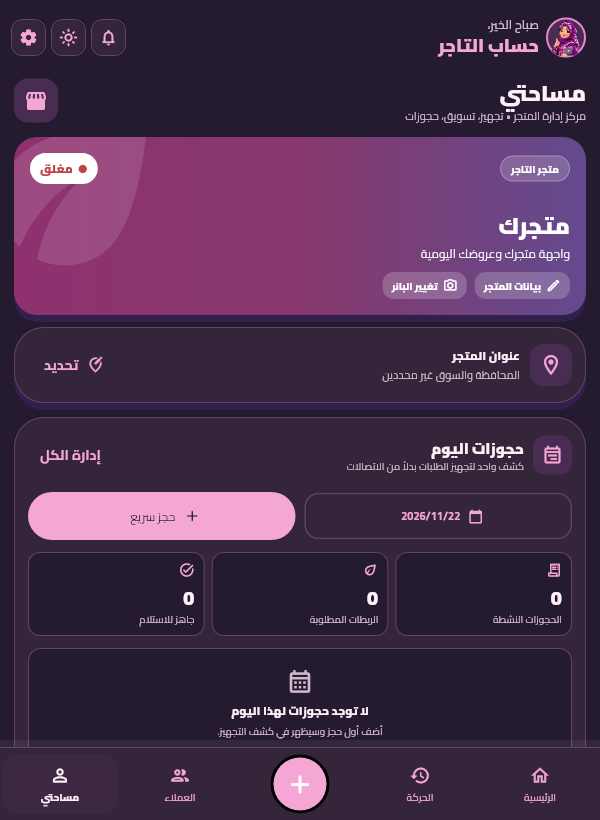 صباح الخير،
حساب التاجر
مساحتي
مركز إدارة المتجر • تجهيز، تسويق، حجوزات
متجر التاجر
مغلق
متجرك
واجهة متجرك وعروضك اليومية
بيانات المتجر
تغيير البانر
عنوان المتجر
المحافظة والسوق غير محددين
تحديد
حجوزات اليوم
كشف واحد لتجهيز الطلبات بدلاً من الاتصالات
إدارة الكل
2026/11/22
حجز سريع
0
الحجوزات النشطة
0
الربطات المطلوبة
0
جاهز للاستلام
لا توجد حجوزات لهذا اليوم
أضف أول حجز وسيظهر في كشف التجهيز.
الرئيسية
الحركة
العملاء
مساحتي